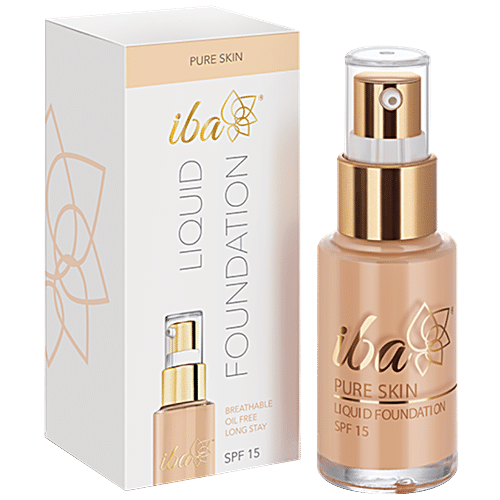 PURE SKIN
iba®
LIQUID
FOUNDATION
BREATHABLE
OIL FREE
LONG STAY
SPF 15
iba
iba®
PURE SKIN
LIQUID FOUNDATION
SPF 15